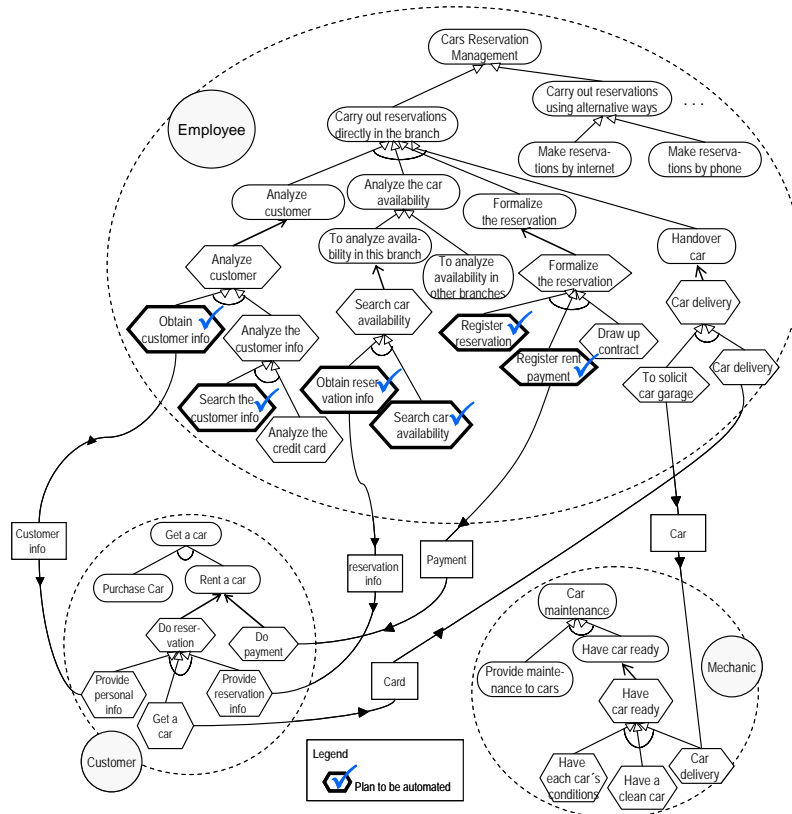 Cars Reservation
Management
Carry out reservations
using alternative ways
...
Employee
Carry out reservations
directly in the branch
Make reserva-
tions by internet
Make reserva-
tions by phone
Analyze
customer
Analyze the car
availability
Formalize
the reservation
To analyze availa-
bility in this branch
Handover
car
Analyze
customer
To analyze
availability in
other branches
Formalize
the reservation
Obtain
customer info
Search car
availability
Car delivery
Analyze the
customer info
Register
reservation
Draw up
contract
Register rent
payment
Obtain reser
vation info
To solicit
car garage
Car delivery
Search the
customer info
Search car
availability
Analyze the
credit card
Customer
info
Get a car
Car
reservation
info
Payment
Purchase Car
Rent a car
Car
maintenance
Do reser-
vation
Do
payment
Have car ready
Mechanic
Provide mainte-
nance to cars
Provide
personal
info
Provide
reservation
info
Card
Have
car ready
Get a
car
Legend
Plan to be automated
Customer
Have
each car´s
conditions
Have a
clean car
Car
delivery